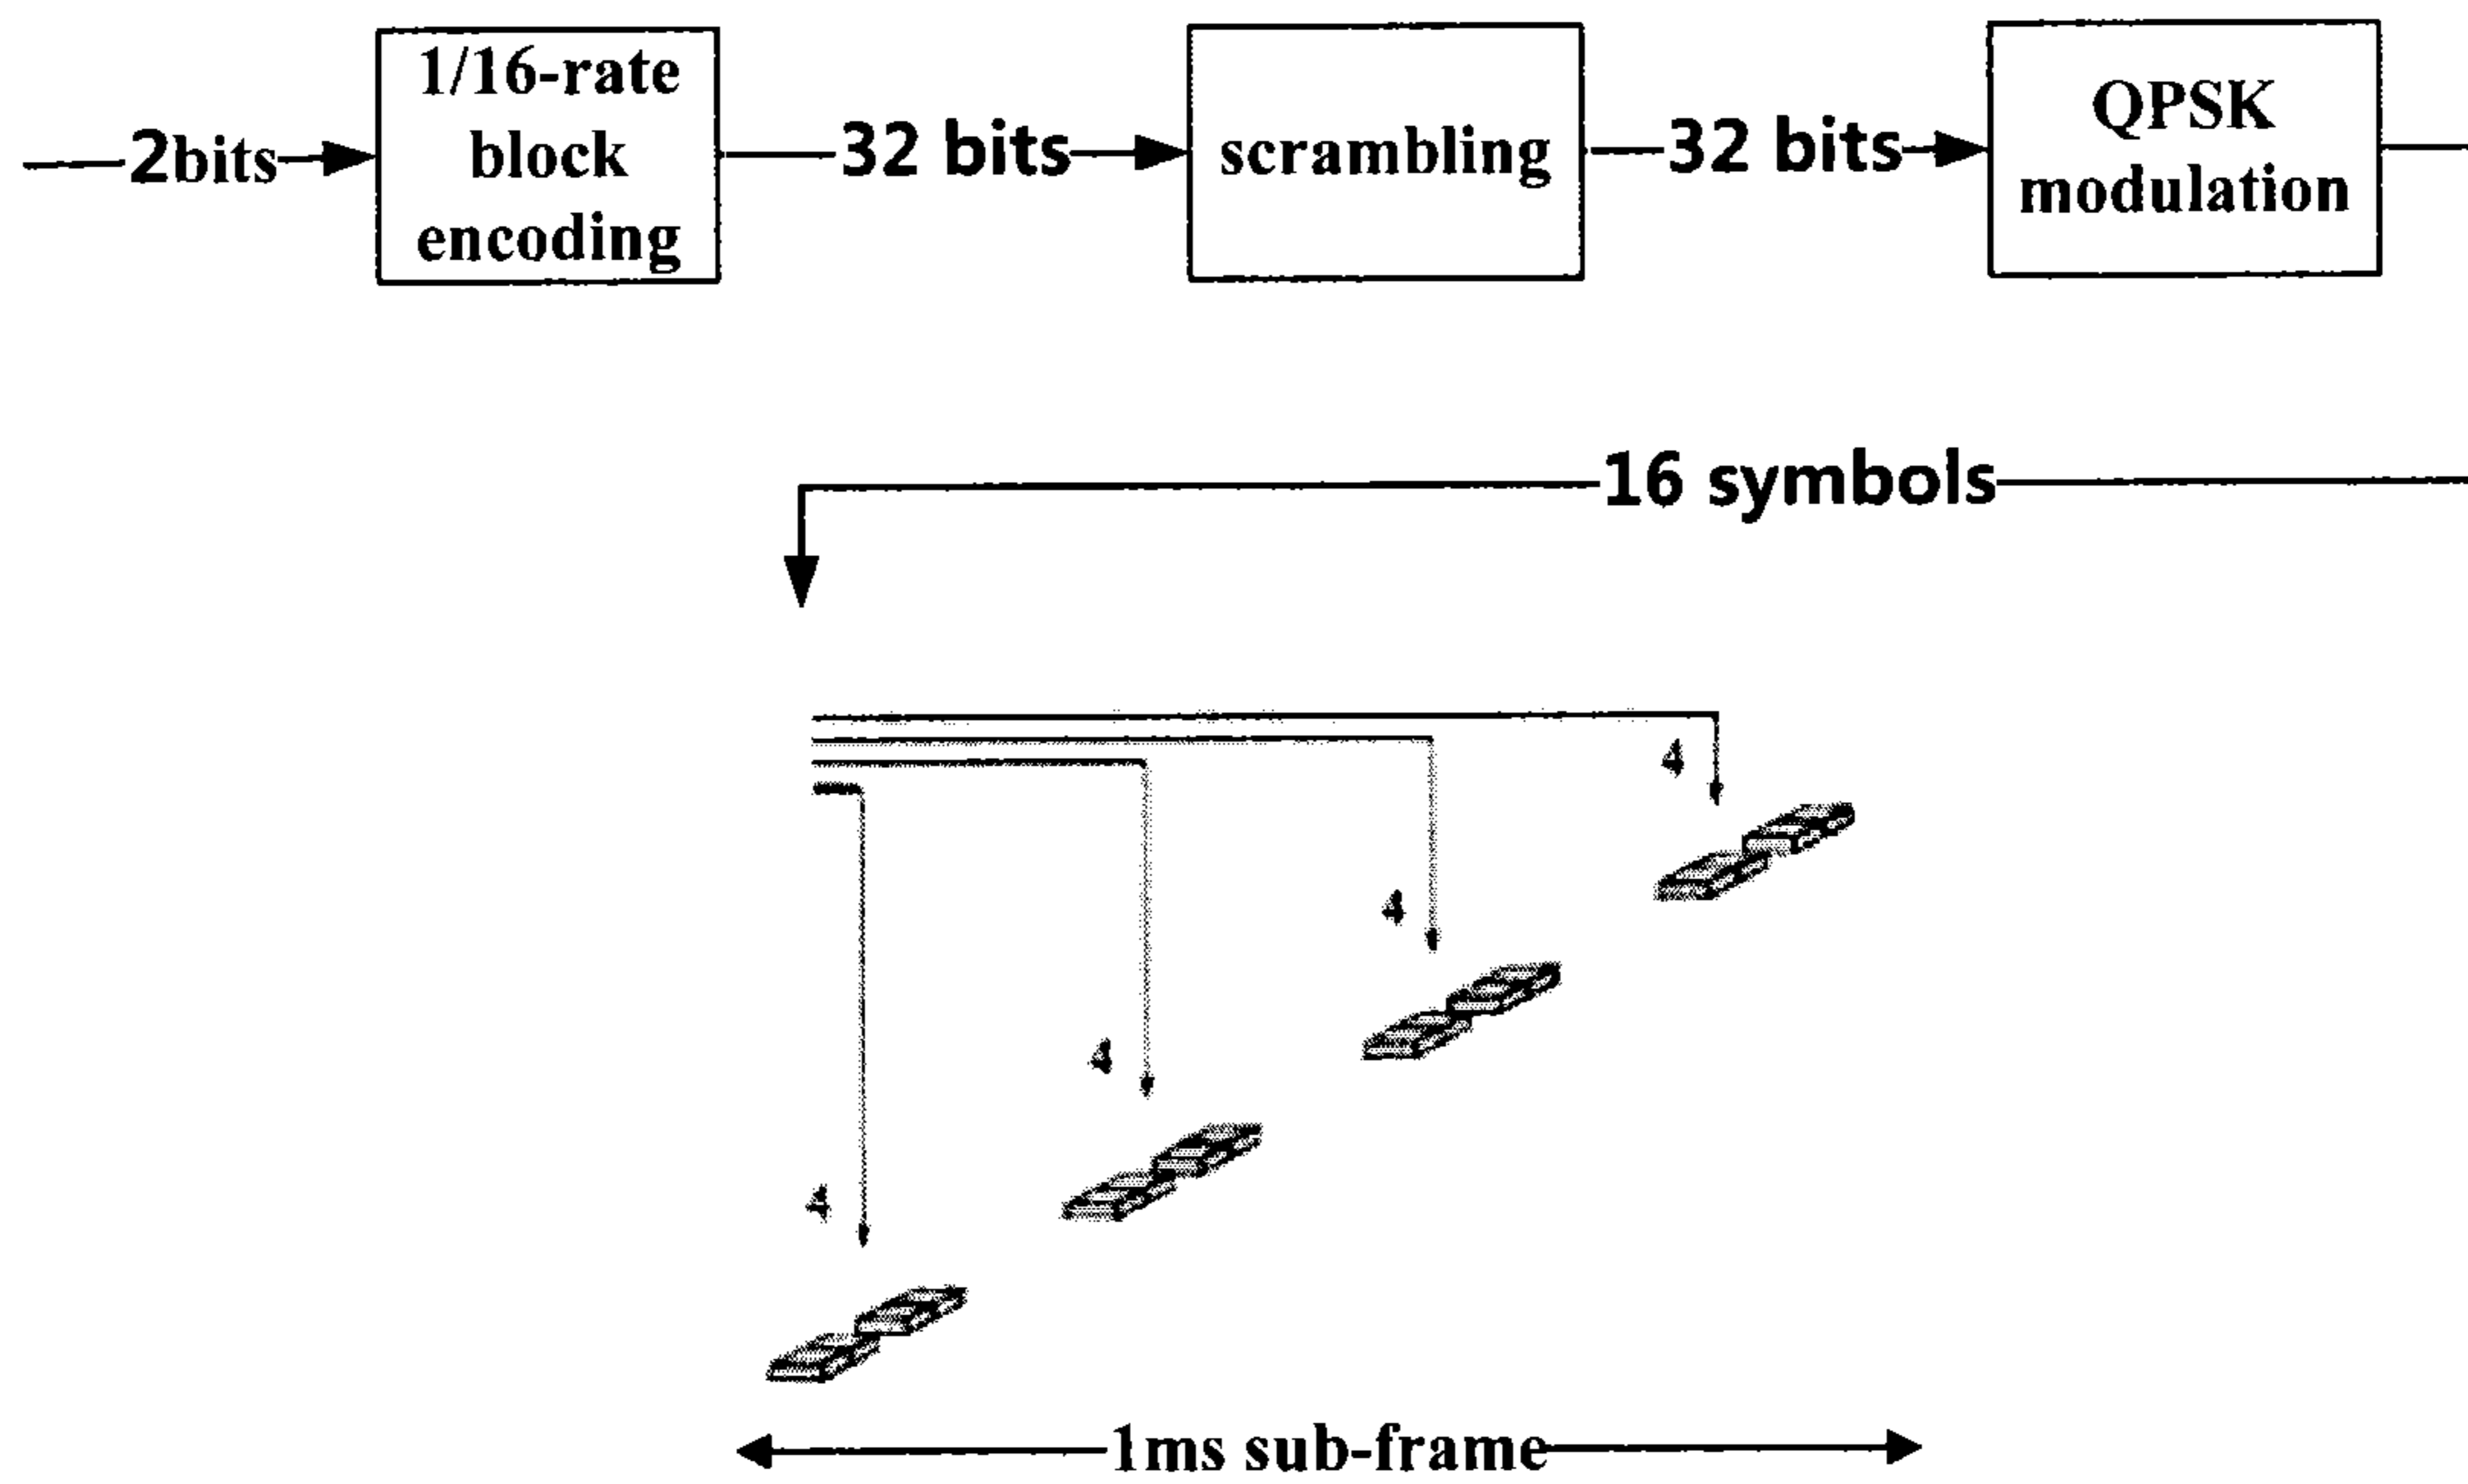 1/16-rate
block
encoding
2bits
32 bits
scrambling
32 bits
QPSK
modulation
16 symbols
4
4
4
4
1ms sub-frame